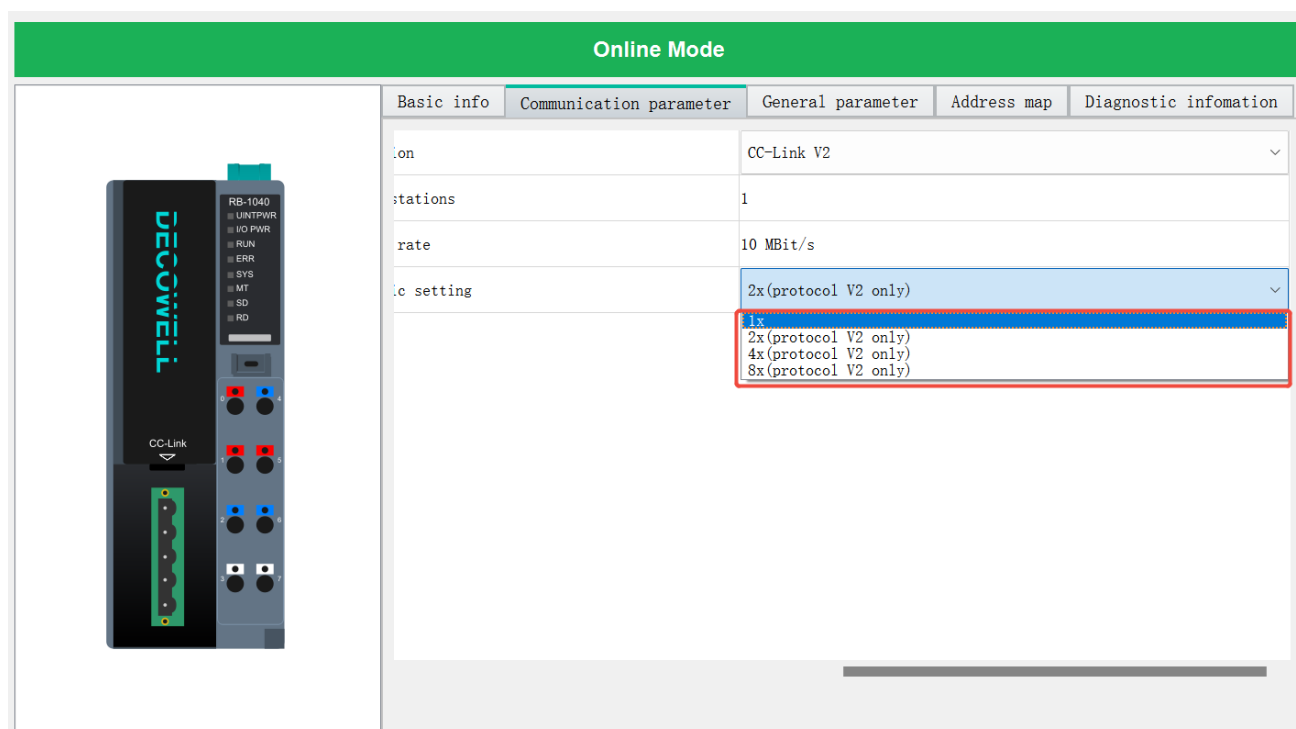 Online Mode
Basic info Communication parameter General parameter Address map Diagnostic infomation
ion CC-Link V2
stations 1
rate 10 MBit/s
ic setting 2x(protocol V2 only)
1x
2x(protocol V2 only)
4x(protocol V2 only)
8x(protocol V2 only)
DECOWELL
RB-1040
UINTPWR
I/O PWR
RUN
ERR
SYS
MT
SD
RD
0 4
1 5
2 6
3 7
CC-Link